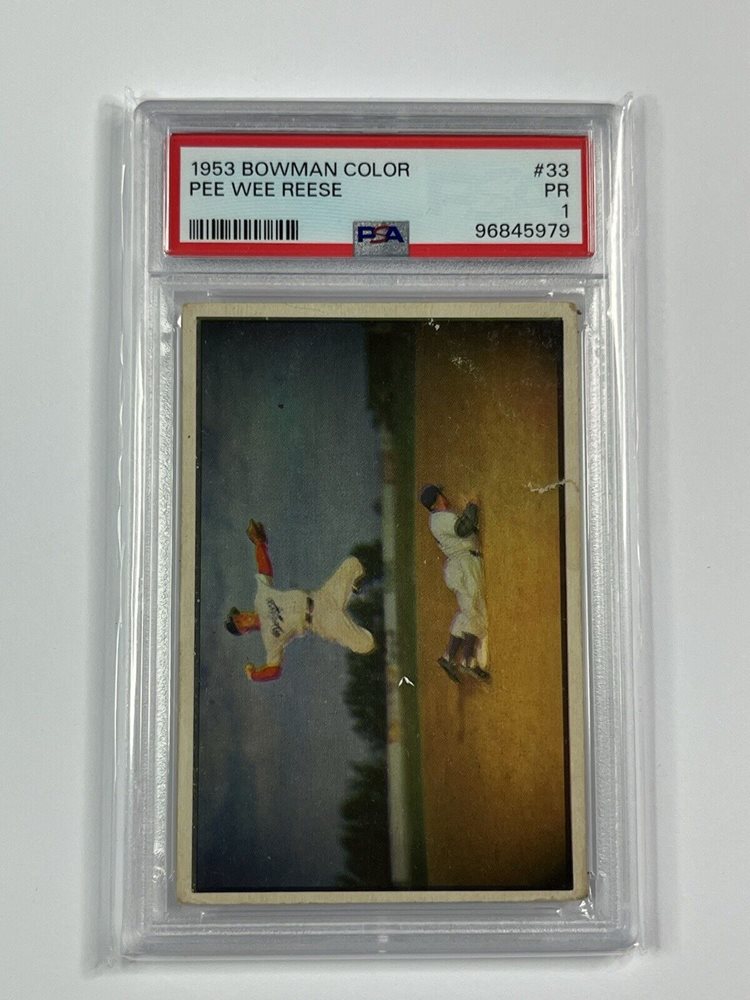 1953 BOWMAN COLOR #33
PEE WEE REESE PR
1
PSA 96845979